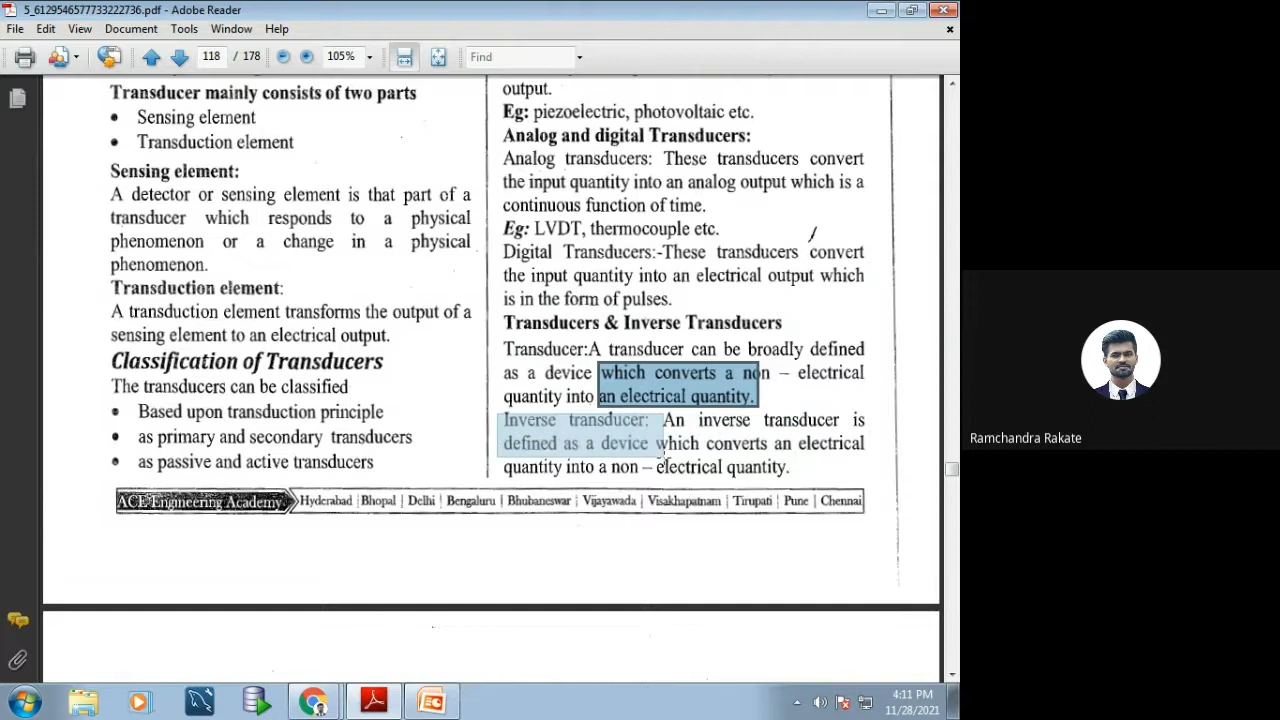 5_6129546577733222736.pdf - Adobe Reader
File Edit View Document Tools Window Help
118 / 178 105% Find
Transducer mainly consists of two parts
• Sensing element
• Transduction element
Sensing element:
A detector or sensing element is that part of a
transducer which responds to a physical
phenomenon or a change in a physical
phenomenon.
Transduction element:
A transduction element transforms the output of a
sensing element to an electrical output.
Classification of Transducers
The transducers can be classified
• Based upon transduction principle
• as primary and secondary transducers
• as passive and active transducers
output.
Eg: piezoelectric, photovoltaic etc.
Analog and digital Transducers:
Analog transducers: These transducers convert
the input quantity into an analog output which is a
continuous function of time.
Eg: LVDT, thermocouple etc.
Digital Transducers:-These transducers convert
the input quantity into an electrical output which
is in the form of pulses.
Transducers & Inverse Transducers
Transducer:A transducer can be broadly defined
as a device which converts a non – electrical
quantity into an electrical quantity.
Inverse transducer: An inverse transducer is
defined as a device which converts an electrical
quantity into a non – electrical quantity.
ACE Engineering Academy Hyderabad | Bhopal | Delhi | Bengaluru | Bhubaneswar | Vijayawada | Visakhapatnam | Tirupati | Pune | Chennai
Ramchandra Rakate
4:11 PM
11/28/2021